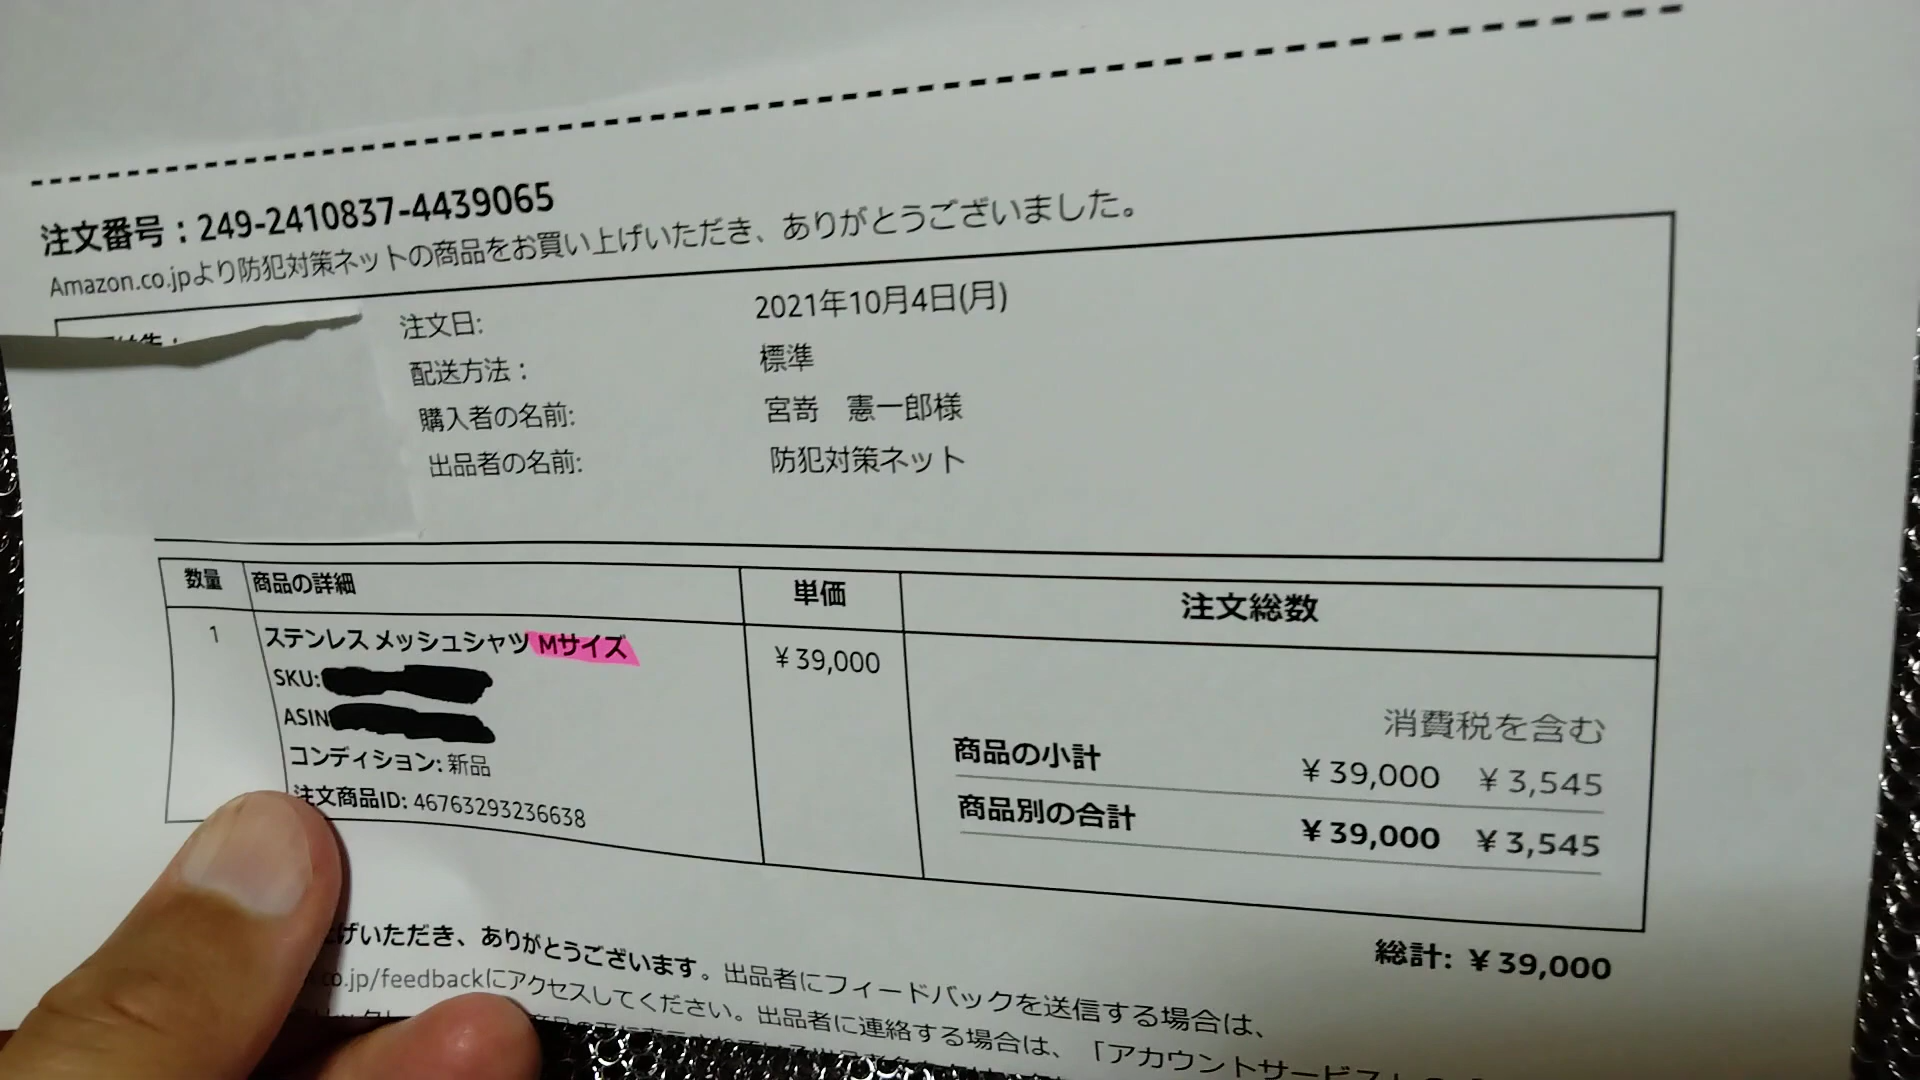 注文番号：249-2410837-4439065
Amazon.co.jpより防犯対策ネットの商品をお買い上げいただき、ありがとうございました。
注文日: 2021年10月4日(月)
配送方法： 標準
購入者の名前: 宮嵜　憲一郎様
出品者の名前: 防犯対策ネット
数量 商品の詳細 単価 注文総数
1 ステンレス メッシュシャツ Mサイズ ¥39,000
SKU:
ASIN
コンディション: 新品
注文商品ID: 46763293236638
消費税を含む
商品の小計 ¥39,000 ¥3,545
商品別の合計 ¥39,000 ¥3,545
総計: ¥39,000
げいただき、ありがとうございます。出品者にフィードバックを送信する場合は、
.co.jp/feedbackにアクセスしてください。出品者に連絡する場合は、「アカウントサービス」